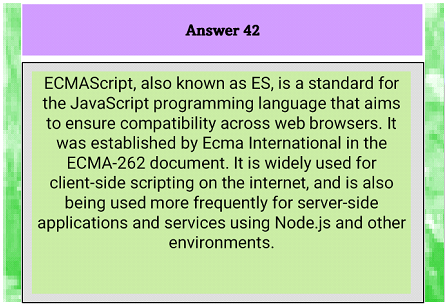 Answer 42
ECMAScript, also known as ES, is a standard for
the JavaScript programming language that aims
to ensure compatibility across web browsers. It
was established by Ecma International in the
ECMA-262 document. It is widely used for
client-side scripting on the internet, and is also
being used more frequently for server-side
applications and services using Node.js and other
environments.